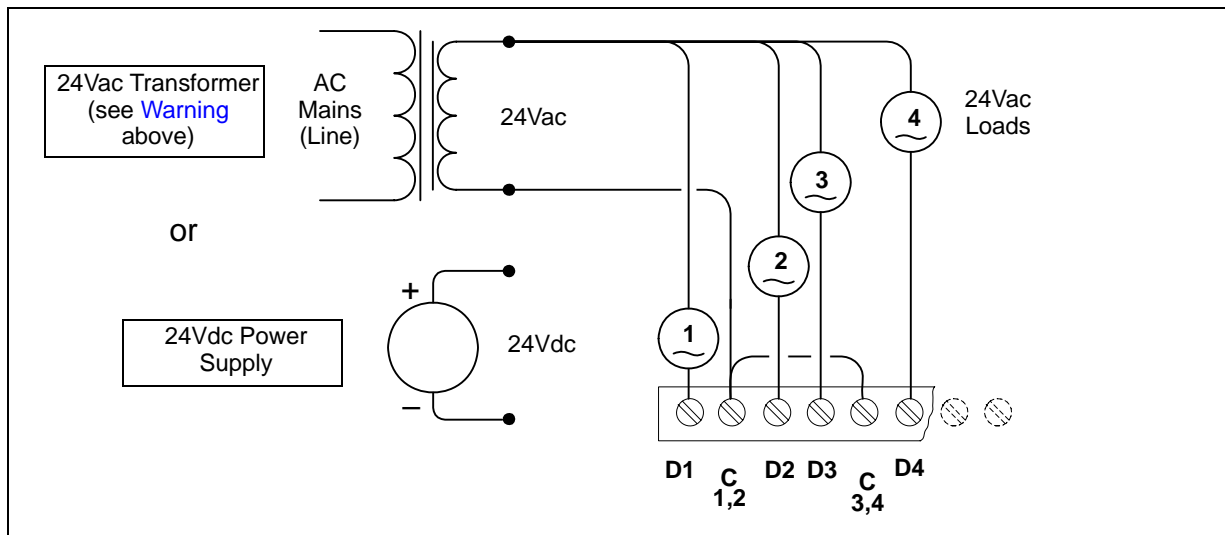 24Vac Transformer
(see Warning
above)
AC
Mains
(Line)
24Vac
24Vac
Loads
4
3
2
1
or
+
24Vdc Power
Supply
24Vdc
−
D1
C
1,2
D2
D3
C
3,4
D4